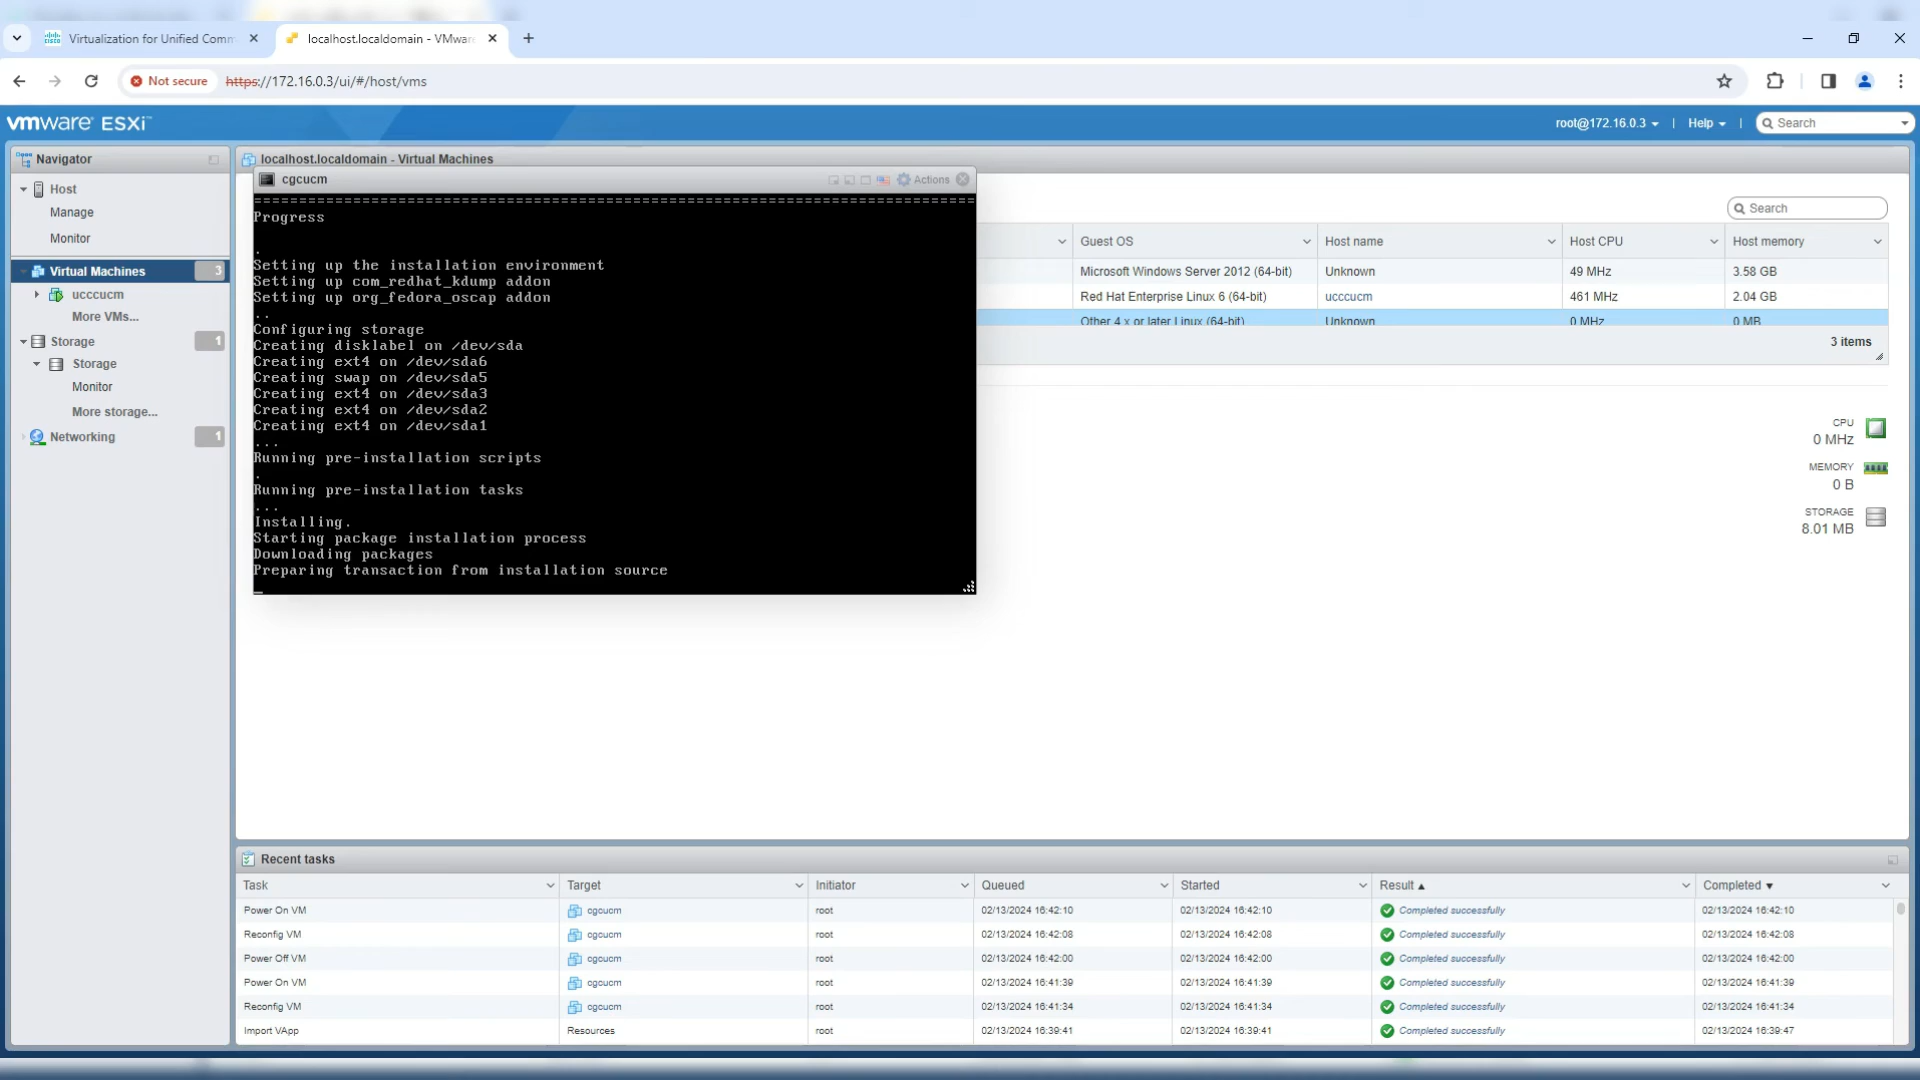 Virtualization for Unified Comm
localhost.localdomain - VMware
Not secure
https://172.16.0.3/ui/#/host/vms
vmware ESXi™
root@172.16.0.3
|
Help
|
Search
Navigator
Host
Manage
Monitor
Virtual Machines
3
ucccucm
More VMs...
Storage
1
Storage
Monitor
More storage...
Networking
1
localhost.localdomain - Virtual Machines
cgcucm
Actions
Progress
.
Setting up the installation environment
Setting up com_redhat_kdump addon
Setting up org_fedora_oscap addon
..
Configuring storage
Creating disklabel on /dev/sda
Creating ext4 on /dev/sda6
Creating swap on /dev/sda5
Creating ext4 on /dev/sda3
Creating ext4 on /dev/sda2
Creating ext4 on /dev/sda1
...
Running pre-installation scripts
.
Running pre-installation tasks
...
Installing.
Starting package installation process
Downloading packages
Preparing transaction from installation source
Search
Guest OS Host name Host CPU Host memory
Microsoft Windows Server 2012 (64-bit) Unknown 49 MHz 3.58 GB
Red Hat Enterprise Linux 6 (64-bit) ucccucm 461 MHz 2.04 GB
Other 4.x or later Linux (64-bit) Unknown 0 MHz 0 MB
3 items
CPU
0 MHz
MEMORY
0 B
STORAGE
8.01 MB
Recent tasks
Task Target Initiator Queued Started Result ▲ Completed ▼
Power On VM cgcucm root 02/13/2024 16:42:10 02/13/2024 16:42:10 Completed successfully 02/13/2024 16:42:10
Reconfig VM cgcucm root 02/13/2024 16:42:08 02/13/2024 16:42:08 Completed successfully 02/13/2024 16:42:08
Power Off VM cgcucm root 02/13/2024 16:42:00 02/13/2024 16:42:00 Completed successfully 02/13/2024 16:42:00
Power On VM cgcucm root 02/13/2024 16:41:39 02/13/2024 16:41:39 Completed successfully 02/13/2024 16:41:39
Reconfig VM cgcucm root 02/13/2024 16:41:34 02/13/2024 16:41:34 Completed successfully 02/13/2024 16:41:34
Import VApp Resources root 02/13/2024 16:39:41 02/13/2024 16:39:41 Completed successfully 02/13/2024 16:39:47